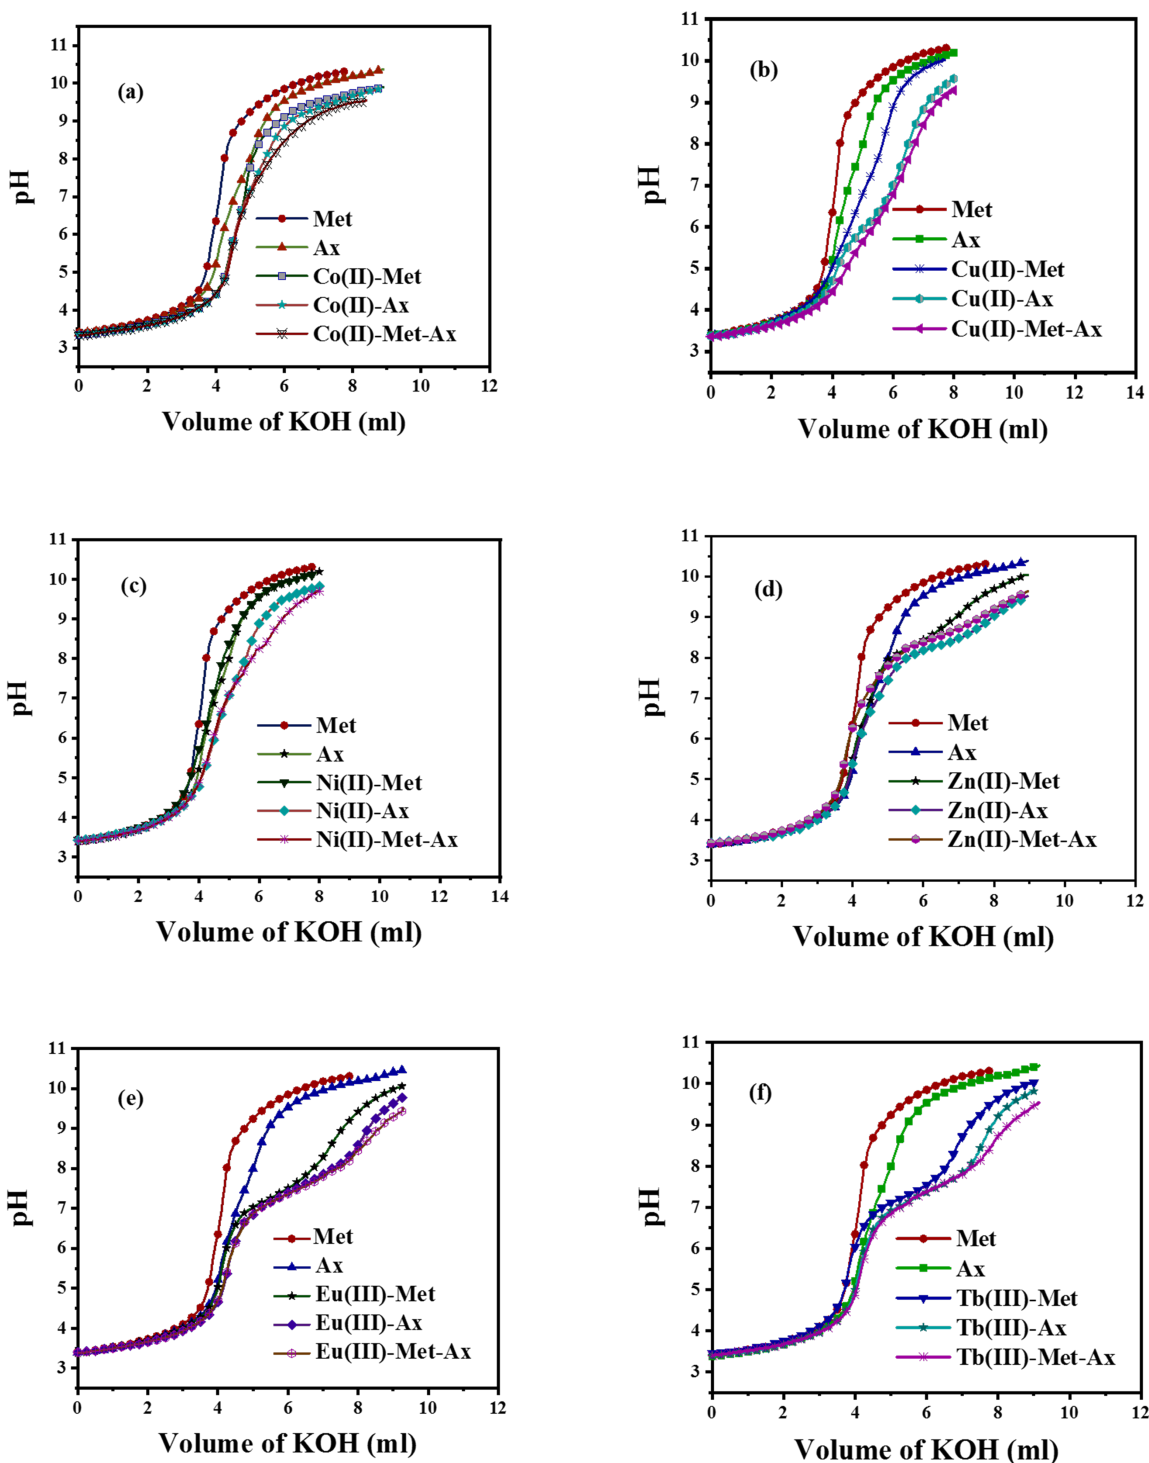 (a)
11
10
9
8
7
6
5
4
3
pH
Met
Ax
Co(II)-Met
Co(II)-Ax
Co(II)-Met-Ax
0 2 4 6 8 10 12
Volume of KOH (ml)
(b)
11
10
9
8
7
6
5
4
3
pH
Met
Ax
Cu(II)-Met
Cu(II)-Ax
Cu(II)-Met-Ax
0 2 4 6 8 10 12 14
Volume of KOH (ml)
(c)
11
10
9
8
7
6
5
4
3
pH
Met
Ax
Ni(II)-Met
Ni(II)-Ax
Ni(II)-Met-Ax
0 2 4 6 8 10 12 14
Volume of KOH (ml)
(d)
11
10
9
8
7
6
5
4
3
pH
Met
Ax
Zn(II)-Met
Zn(II)-Ax
Zn(II)-Met-Ax
0 2 4 6 8 10 12
Volume of KOH (ml)
(e)
11
10
9
8
7
6
5
4
3
pH
Met
Ax
Eu(III)-Met
Eu(III)-Ax
Eu(III)-Met-Ax
0 2 4 6 8 10 12
Volume of KOH (ml)
(f)
11
10
9
8
7
6
5
4
3
pH
Met
Ax
Tb(III)-Met
Tb(III)-Ax
Tb(III)-Met-Ax
0 2 4 6 8 10 12
Volume of KOH (ml)